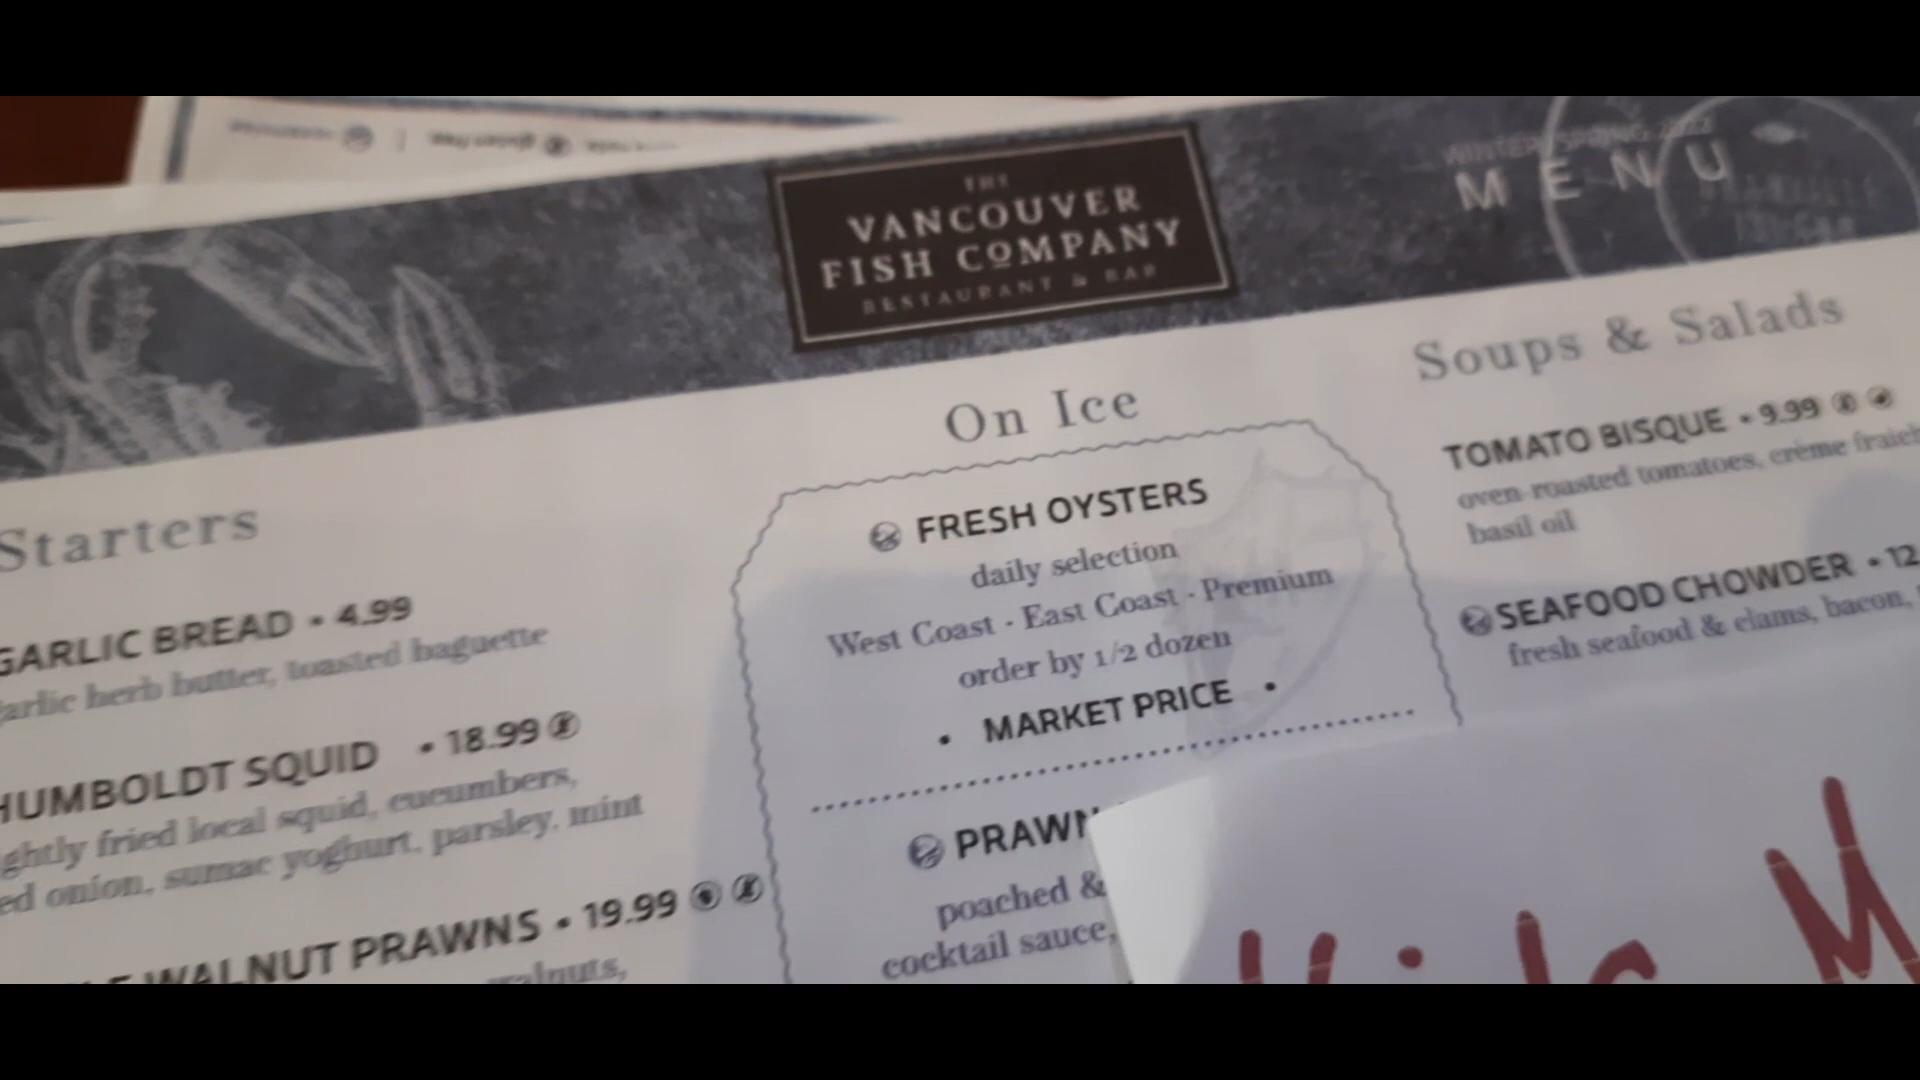 THE
VANCOUVER
FISH COMPANY
RESTAURANT & BAR
WINTER/SPRING 2022
MENU
Starters
GARLIC BREAD • 4.99
garlic herb butter, toasted baguette
HUMBOLDT SQUID • 18.99
fried local squid, cucumbers,
onion, sumac yoghurt, parsley, mint
WALNUT PRAWNS • 19.99
walnuts,
On Ice
FRESH OYSTERS
daily selection
West Coast - East Coast - Premium
order by 1/2 dozen
• MARKET PRICE •
PRAWN
poached &
cocktail sauce,
Soups & Salads
TOMATO BISQUE • 9.99
oven-roasted tomatoes, crème fraich
basil oil
SEAFOOD CHOWDER • 12.
fresh seafood & clams, bacon,